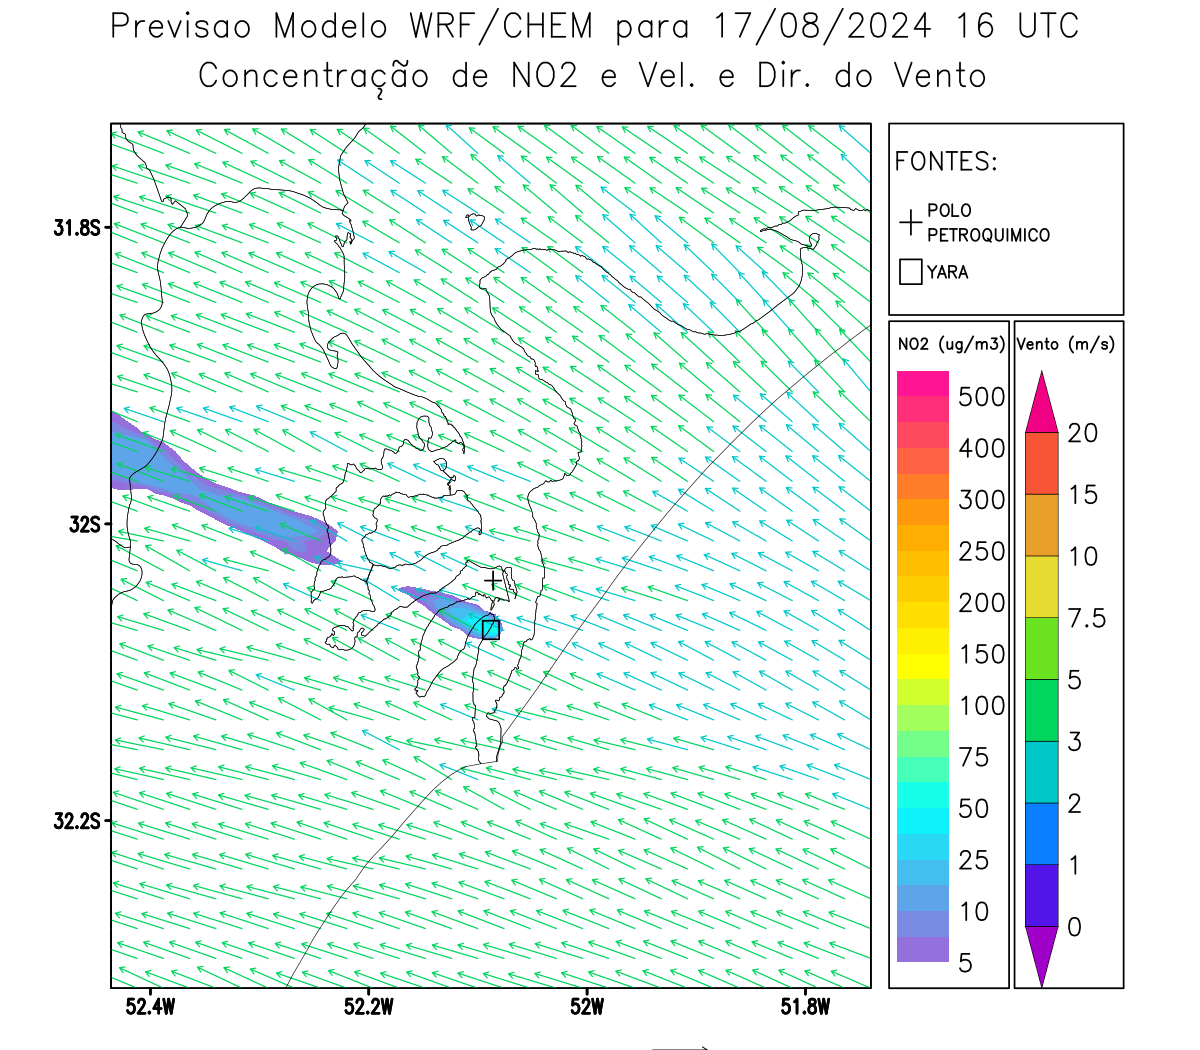 Previsao Modelo WRF/CHEM para 17/08/2024 16 UTC
Concentração de NO2 e Vel. e Dir. do Vento
FONTES:
POLO
PETROQUIMICO
YARA
NO2 (ug/m3)
500
400
300
250
200
150
100
75
50
25
10
5
Vento (m/s)
20
15
10
7.5
5
3
2
1
0
31.8S
32S
32.2S
52.4W
52.2W
52W
51.8W